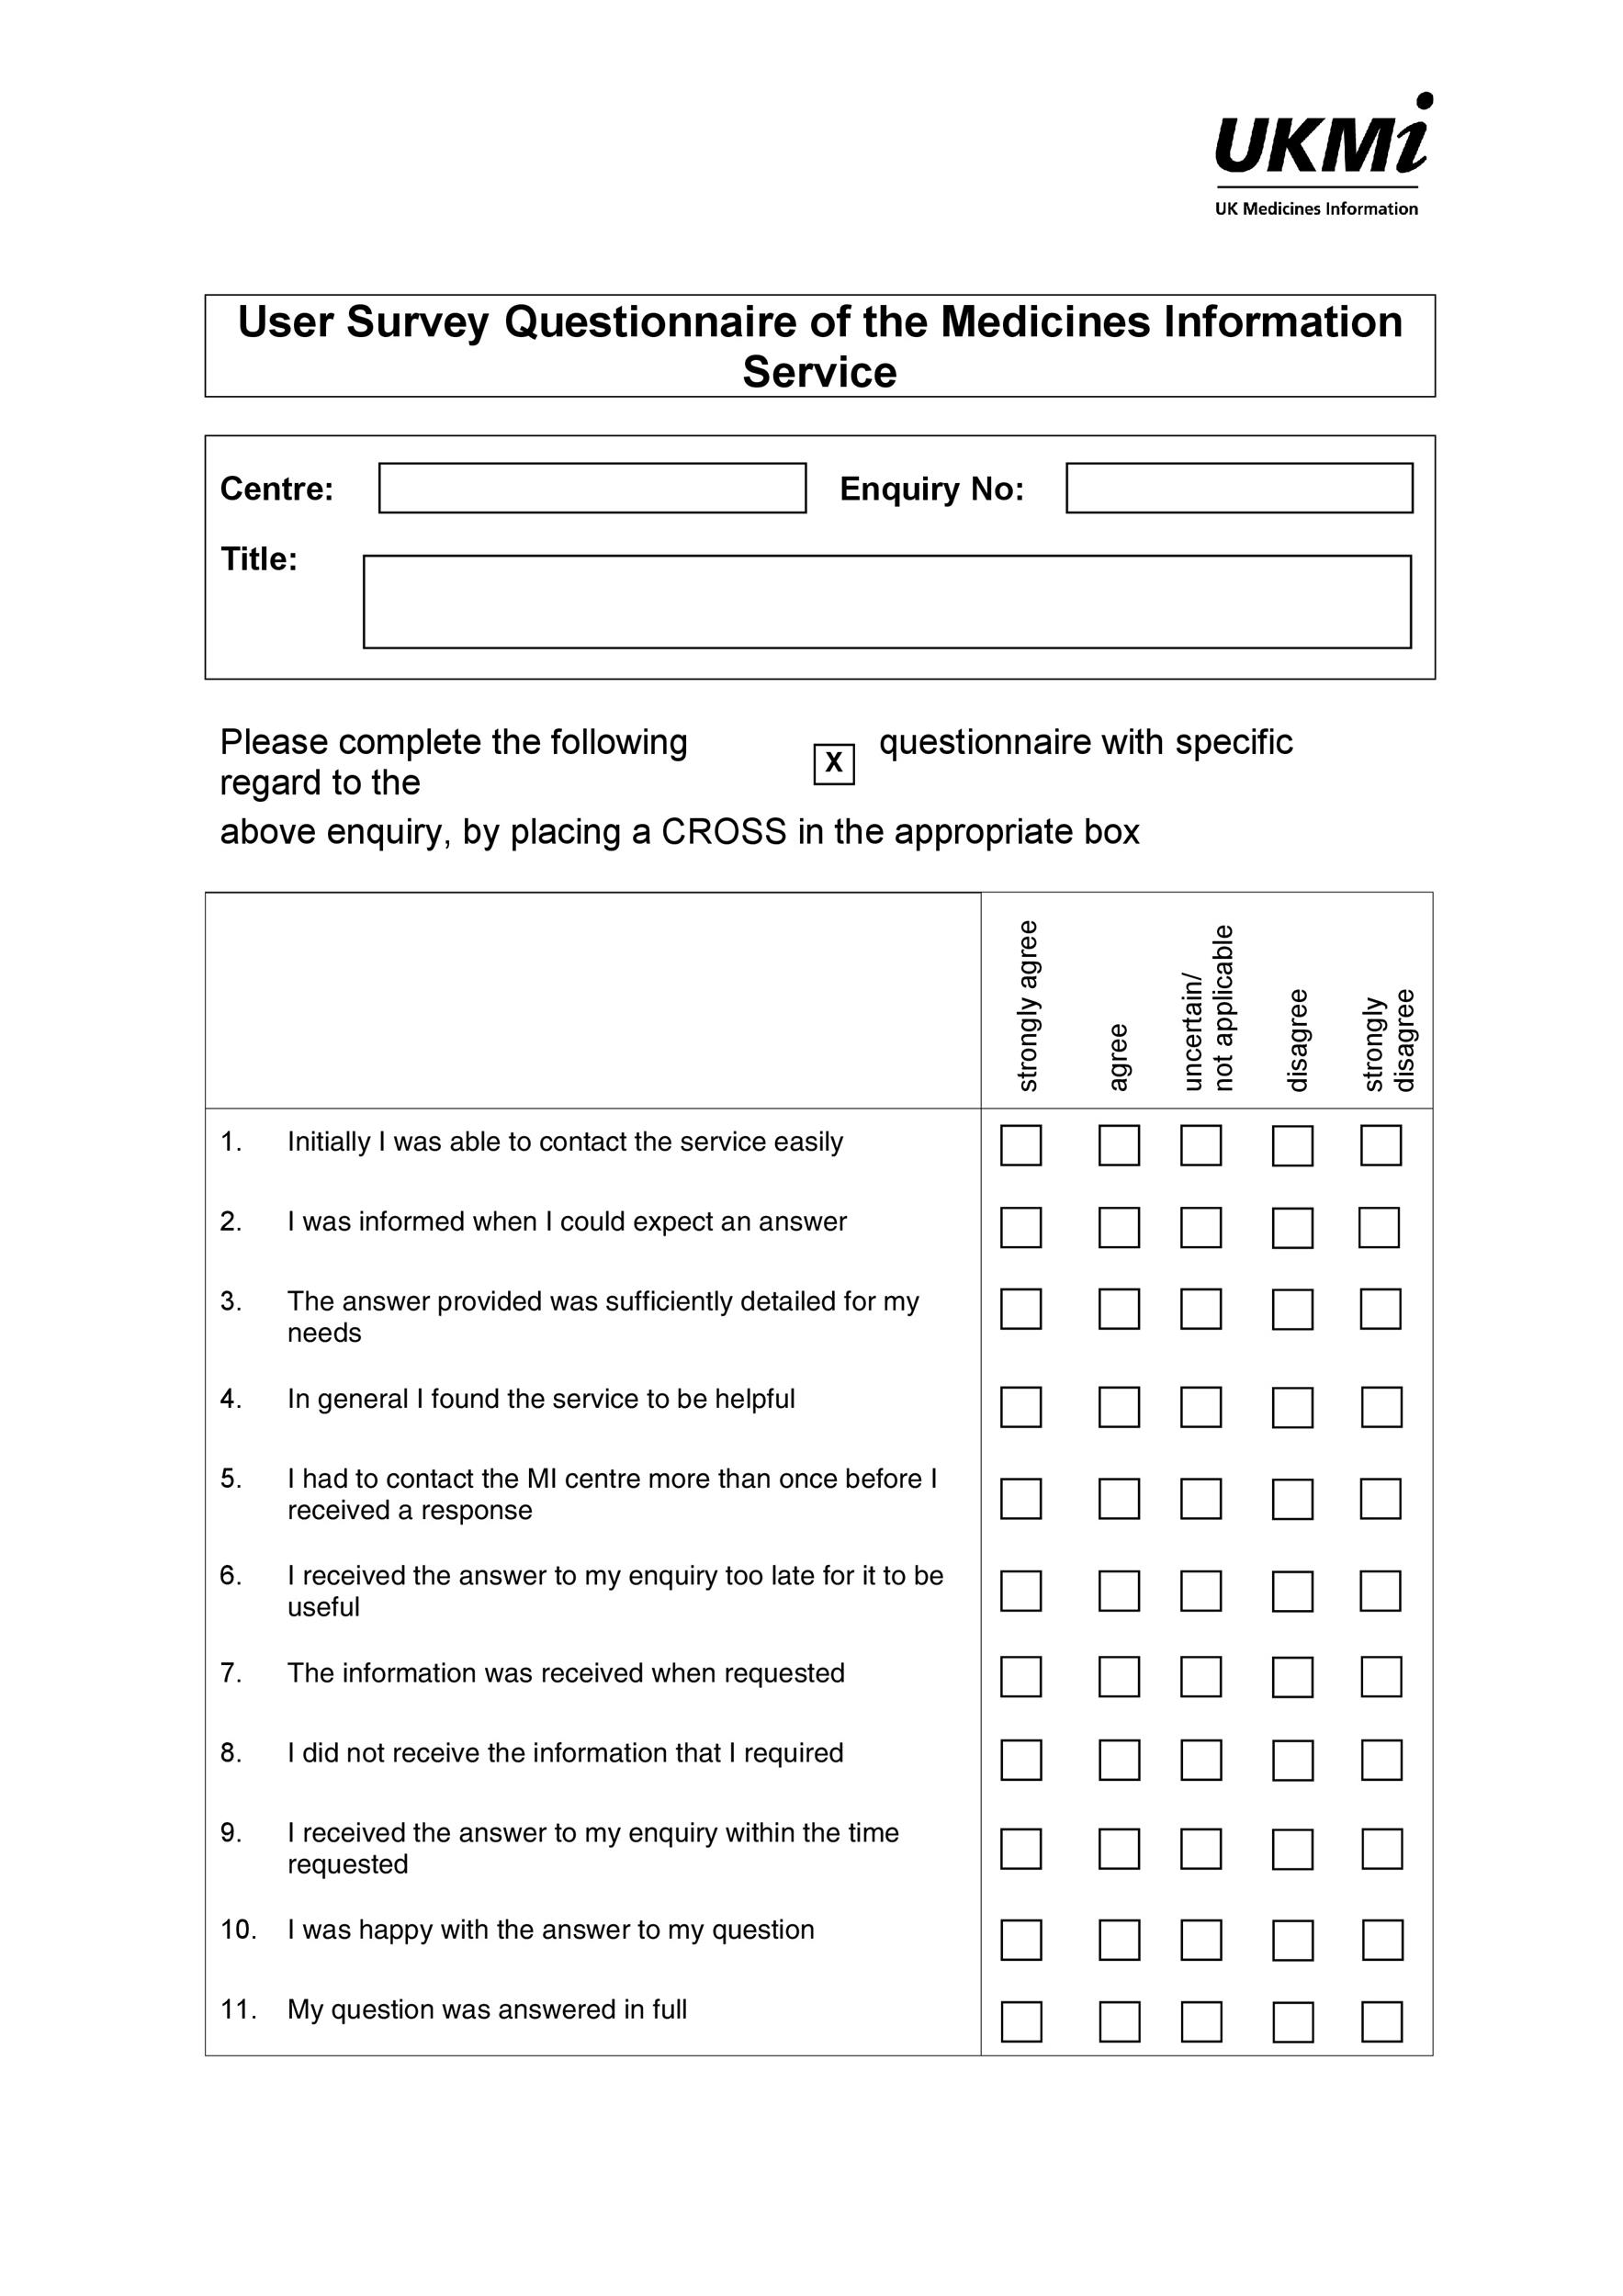 UKMi
UK Medicines Information
User Survey Questionnaire of the Medicines Information
Service
Centre:
Enquiry No:
Title:
Please complete the following
regard to the
X
questionnaire with specific
above enquiry, by placing a CROSS in the appropriate box
strongly agree
agree
uncertain/
not applicable
disagree
strongly
disagree
1. Initially I was able to contact the service easily
2. I was informed when I could expect an answer
3. The answer provided was sufficiently detailed for my
needs
4. In general I found the service to be helpful
5. I had to contact the MI centre more than once before I
received a response
6. I received the answer to my enquiry too late for it to be
useful
7. The information was received when requested
8. I did not receive the information that I required
9. I received the answer to my enquiry within the time
requested
10. I was happy with the answer to my question
11. My question was answered in full